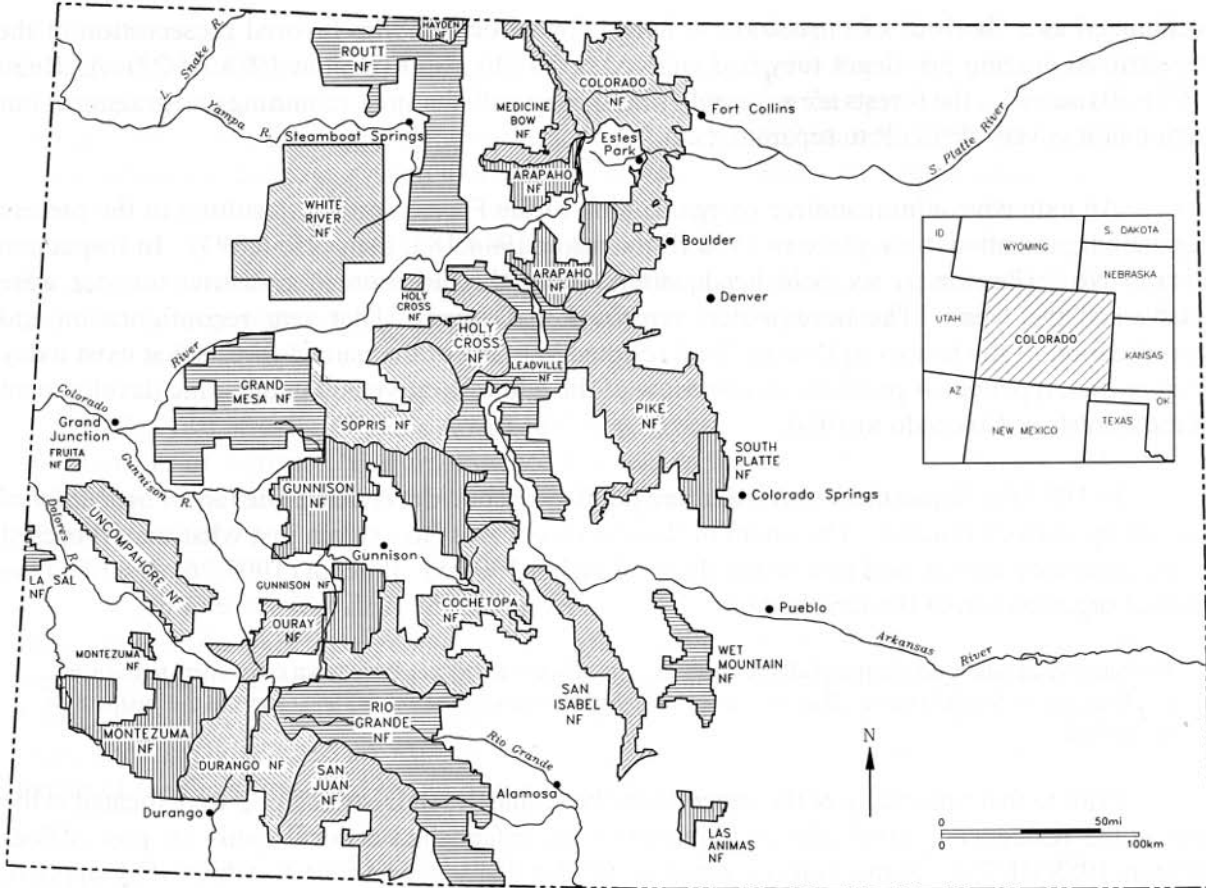 HAYDEN
NF
ROUTT
NF
L. Snake R.
Yampa R.
Steamboat Springs
COLORADO
NF
MEDICINE
BOW
NF
Fort Collins
Estes
Park
S. Platte River
ARAPAHO
NF
WHITE
RIVER
NF
Boulder
ARAPAHO
NF
Denver
HOLY
CROSS
NF
HOLY
CROSS
NF
LEADVILLE
NF
Colorado River
GRAND
MESA NF
Grand
Junction
FRUITA
NF
Gunnison R.
SOPRIS NF
PIKE
NF
SOUTH
PLATTE
NF
Colorado Springs
GUNNISON
NF
Dolores R.
UNCOMPAHGRE NF
Gunnison
LA SAL
NF
GUNNISON NF
COCHETOPA
NF
OURAY
NF
Pueblo
Arkansas River
MONTEZUMA
NF
WET
MOUNTAIN
NF
SAN
ISABEL
NF
MONTEZUMA
NF
RIO
GRANDE
NF
Rio Grande
DURANGO NF
SAN
JUAN
NF
Alamosa
Durango
LAS
ANIMAS
NF
ID
WYOMING
S. DAKOTA
NEBRASKA
UTAH
COLORADO
KANSAS
AZ
NEW MEXICO
OK
TEXAS
N
0 50mi
0 100km